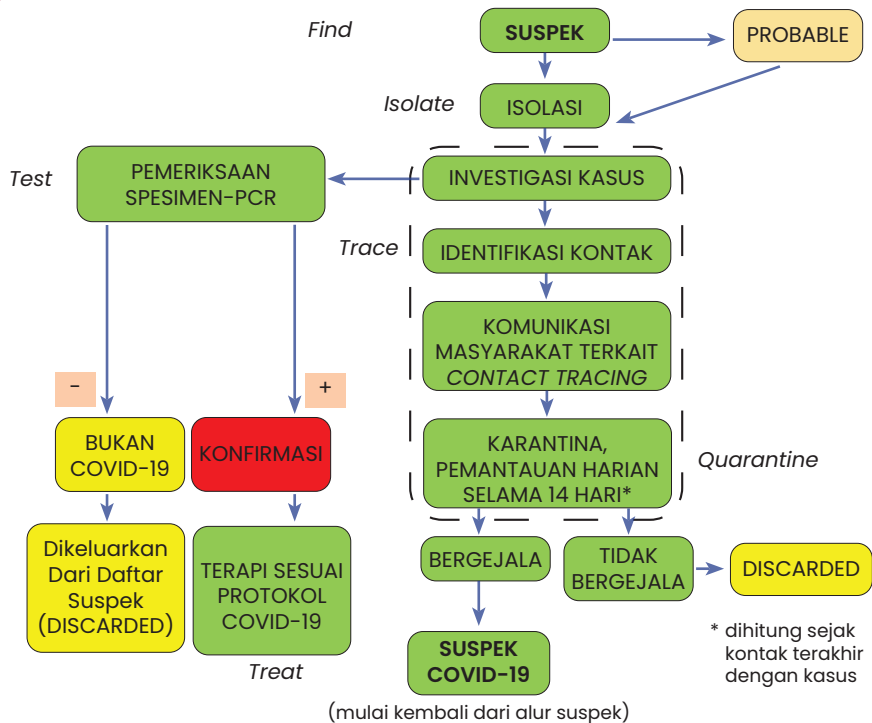 Find
SUSPEK
PROBABLE
Isolate
ISOLASI
Test
PEMERIKSAAN
SPESIMEN-PCR
INVESTIGASI KASUS
Trace
IDENTIFIKASI KONTAK
KOMUNIKASI
MASYARAKAT TERKAIT
CONTACT TRACING
-
+
BUKAN
COVID-19
KONFIRMASI
KARANTINA,
PEMANTAUAN HARIAN
SELAMA 14 HARI*
Quarantine
Dikeluarkan
Dari Daftar
Suspek
(DISCARDED)
TERAPI SESUAI
PROTOKOL
COVID-19
Treat
BERGEJALA
TIDAK
BERGEJALA
DISCARDED
SUSPEK
COVID-19
(mulai kembali dari alur suspek)
* dihitung sejak
kontak terakhir
dengan kasus